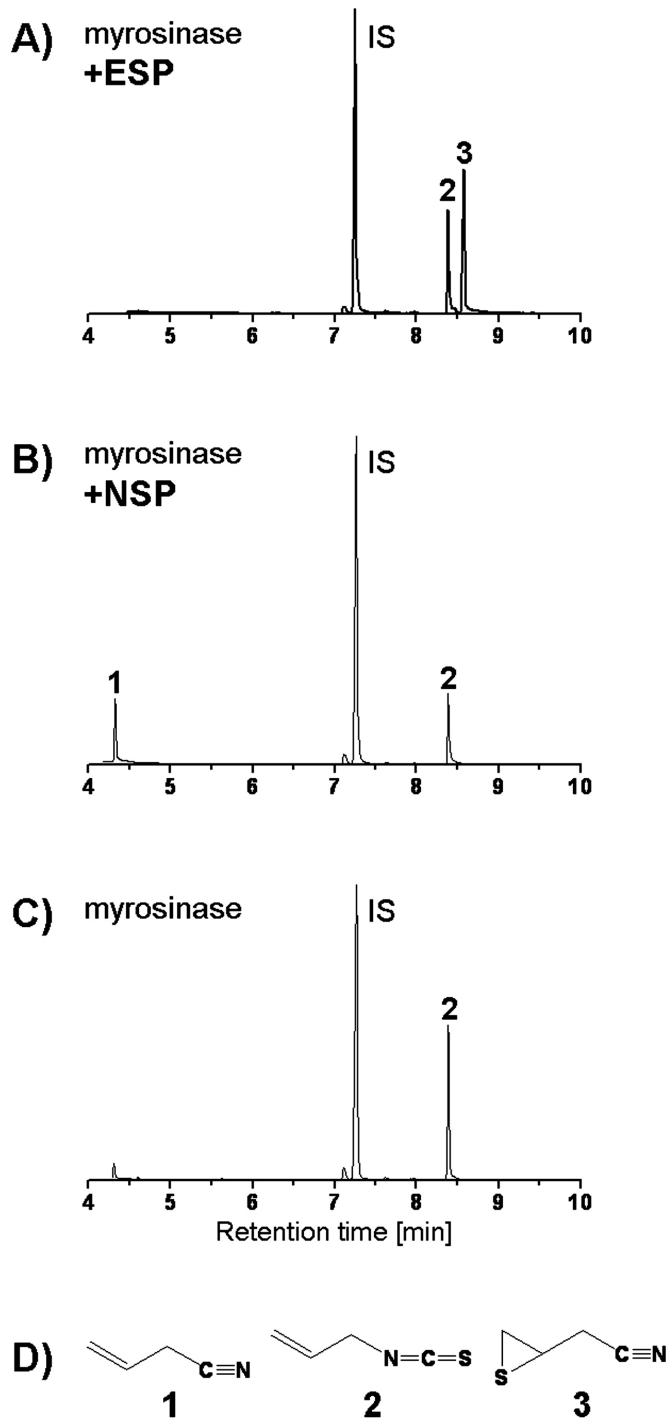 A) myrosinase
+ESP
IS
3
2
4 5 6 7 8 9 10
B) myrosinase
+NSP
IS
1
2
4 5 6 7 8 9 10
C) myrosinase
IS
2
4 5 6 7 8 9 10
Retention time [min]
D)
C≡N
N=C=S
S
C≡N
1 2 3